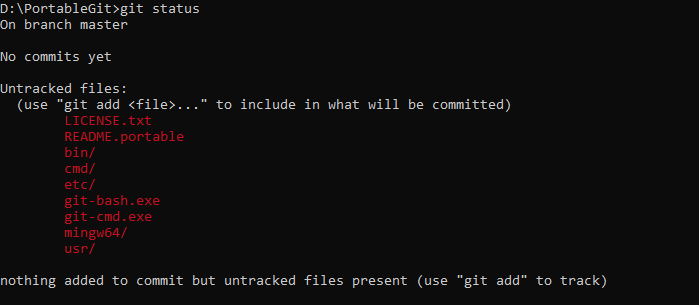 D:\PortableGit>git status
On branch master
No commits yet
Untracked files:
(use "git add <file>..." to include in what will be committed)
LICENSE.txt
README.portable
bin/
cmd/
etc/
git-bash.exe
git-cmd.exe
mingw64/
usr/
nothing added to commit but untracked files present (use "git add" to track)